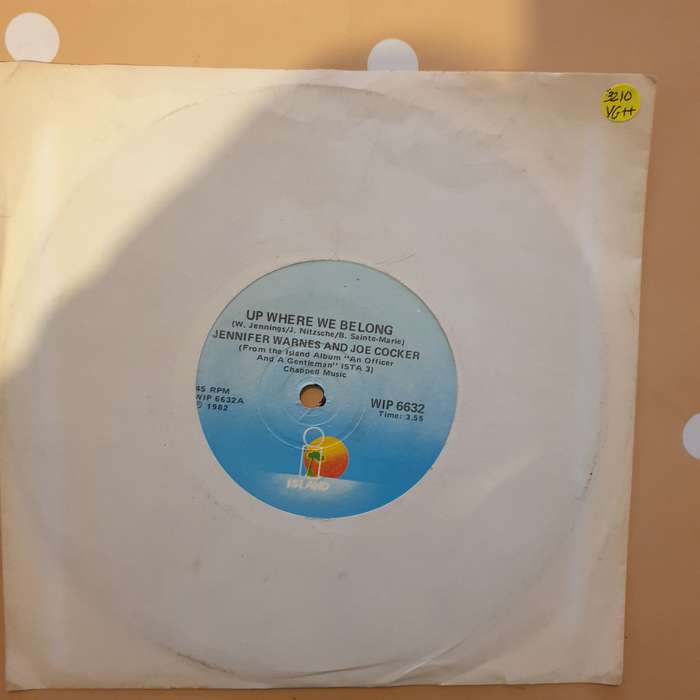 3210
VG++
UP WHERE WE BELONG
(W. Jennings/J. Nitzsche/B. Sainte-Marie)
JENNIFER WARNES AND JOE COCKER
(From the Island Album "An Officer
And A Gentleman" ISTA 3)
Chappell Music
45 RPM
WIP 6632A
℗ 1982
WIP 6632
Time: 3.55
ISLAND